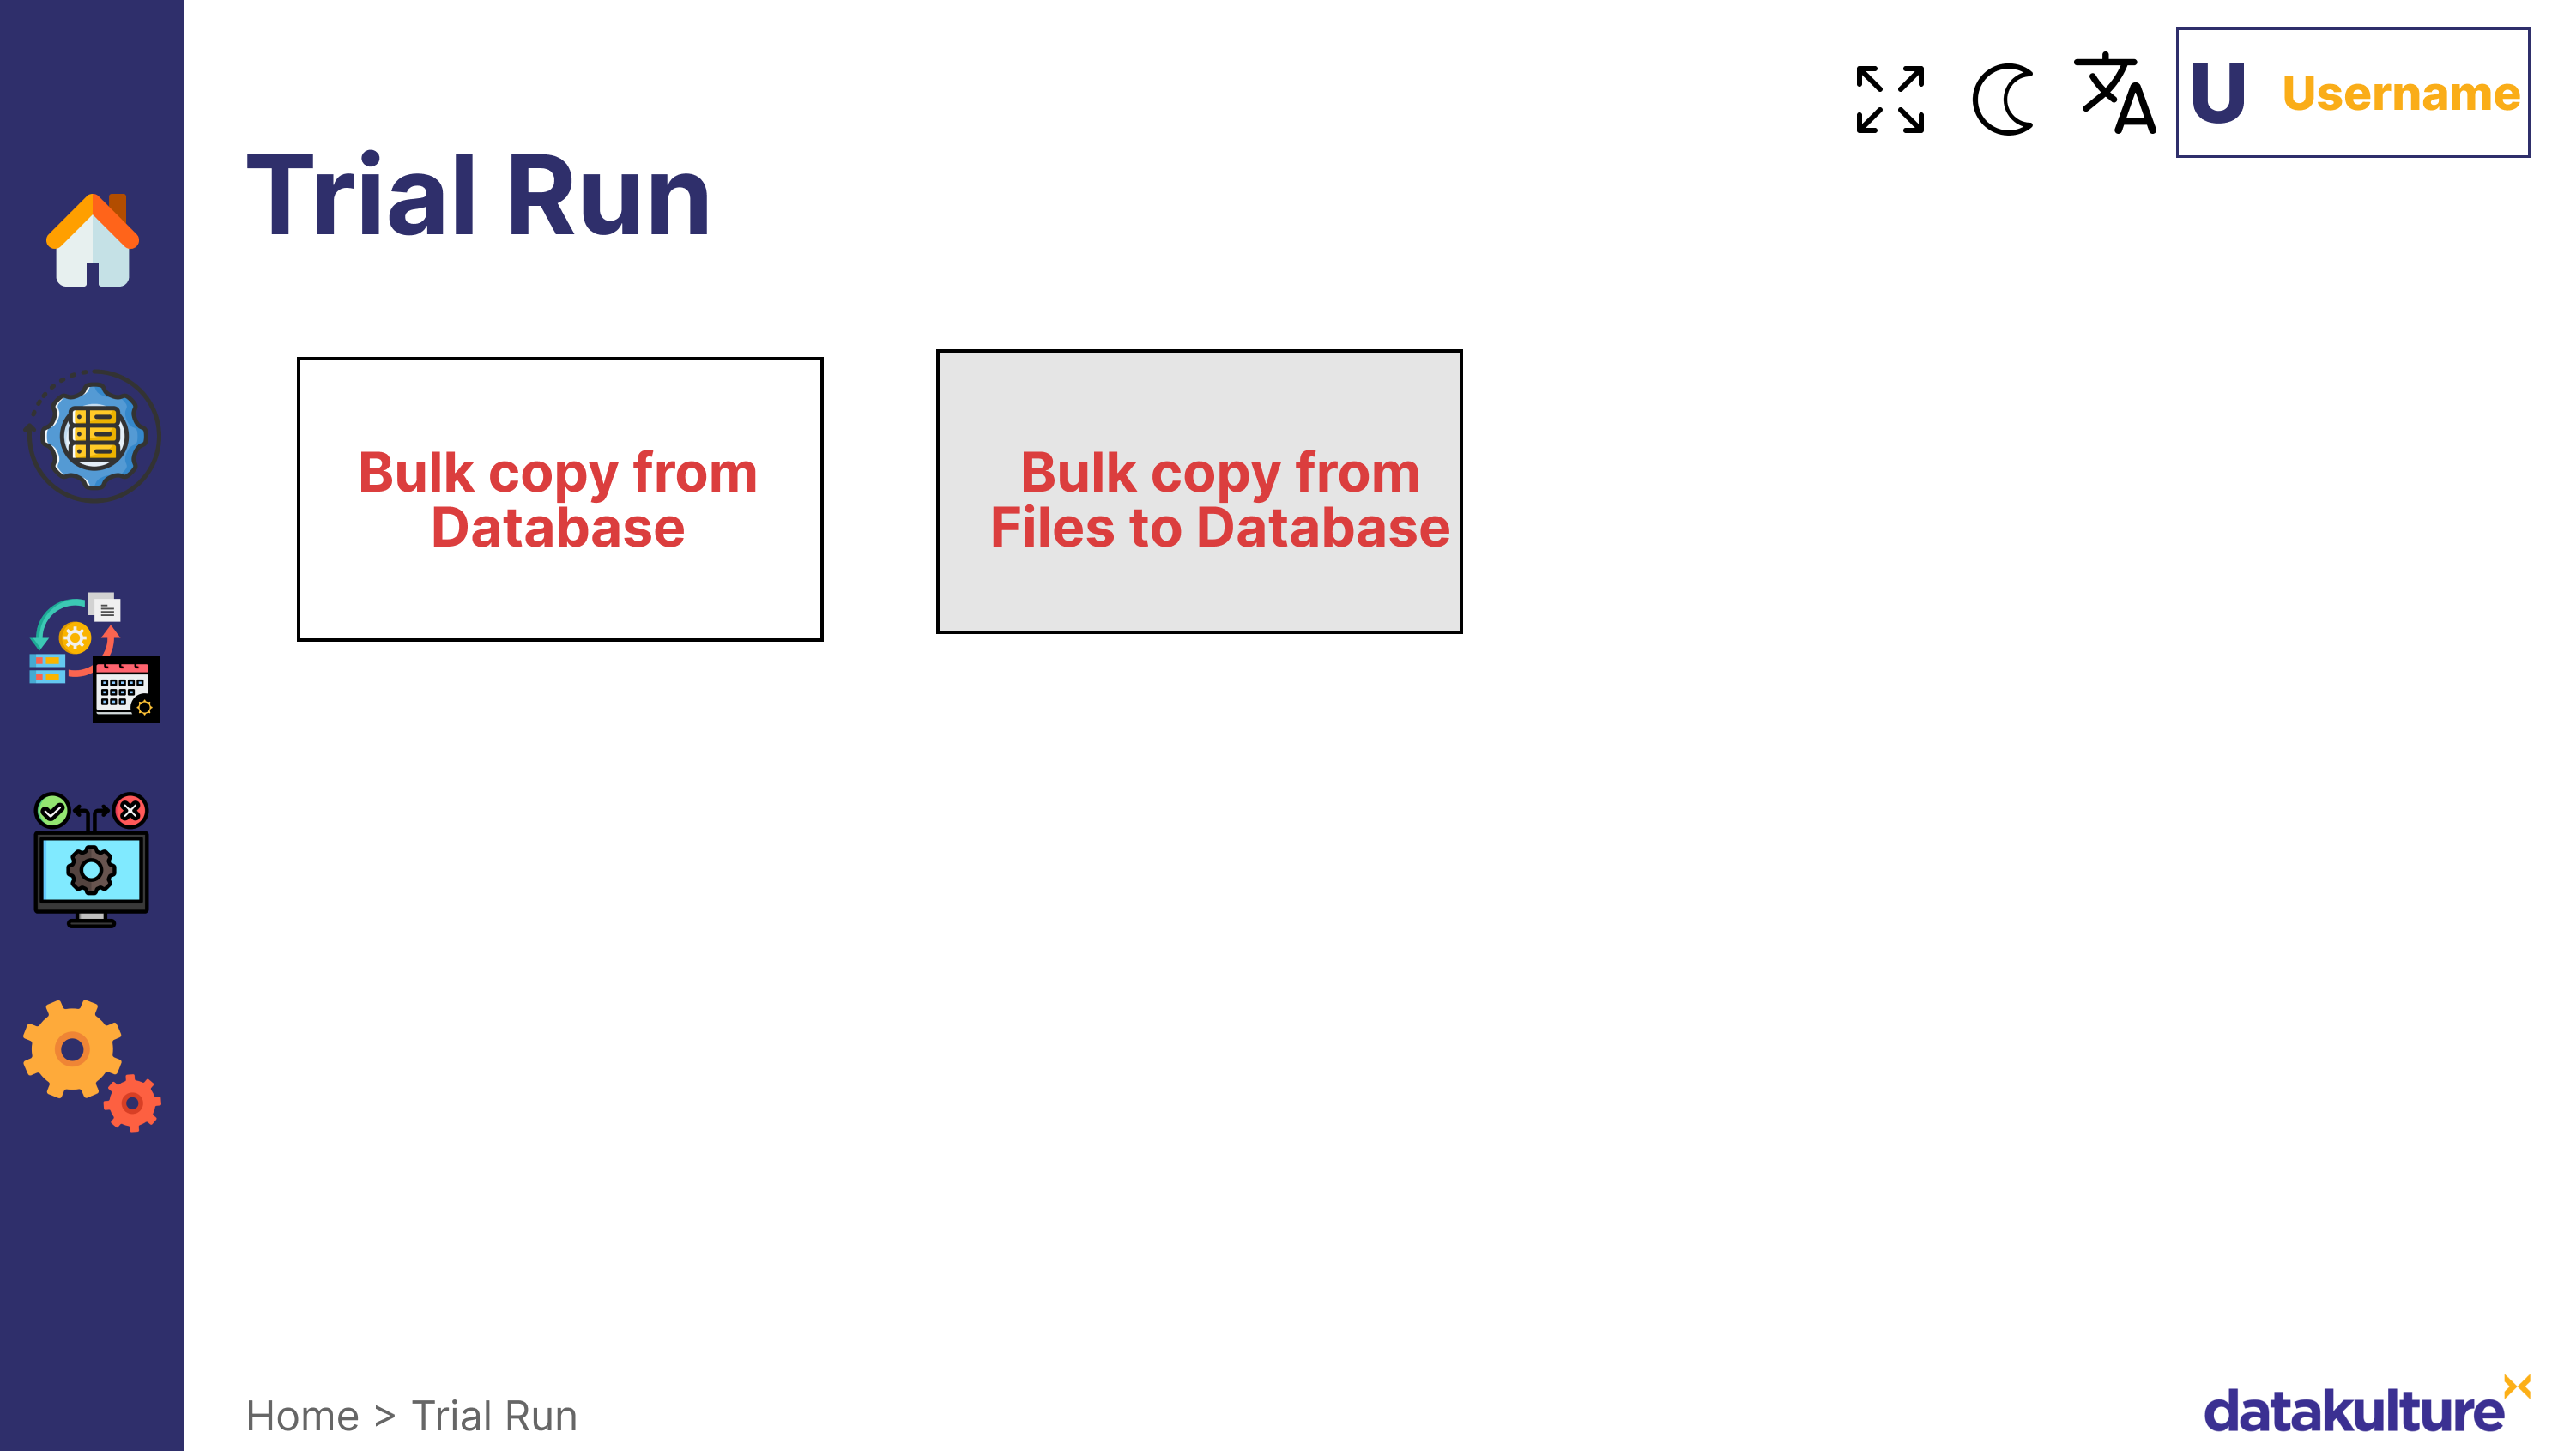 U Username
Trial Run
Bulk copy from
Database
Bulk copy from
Files to Database
Home > Trial Run
datakulture